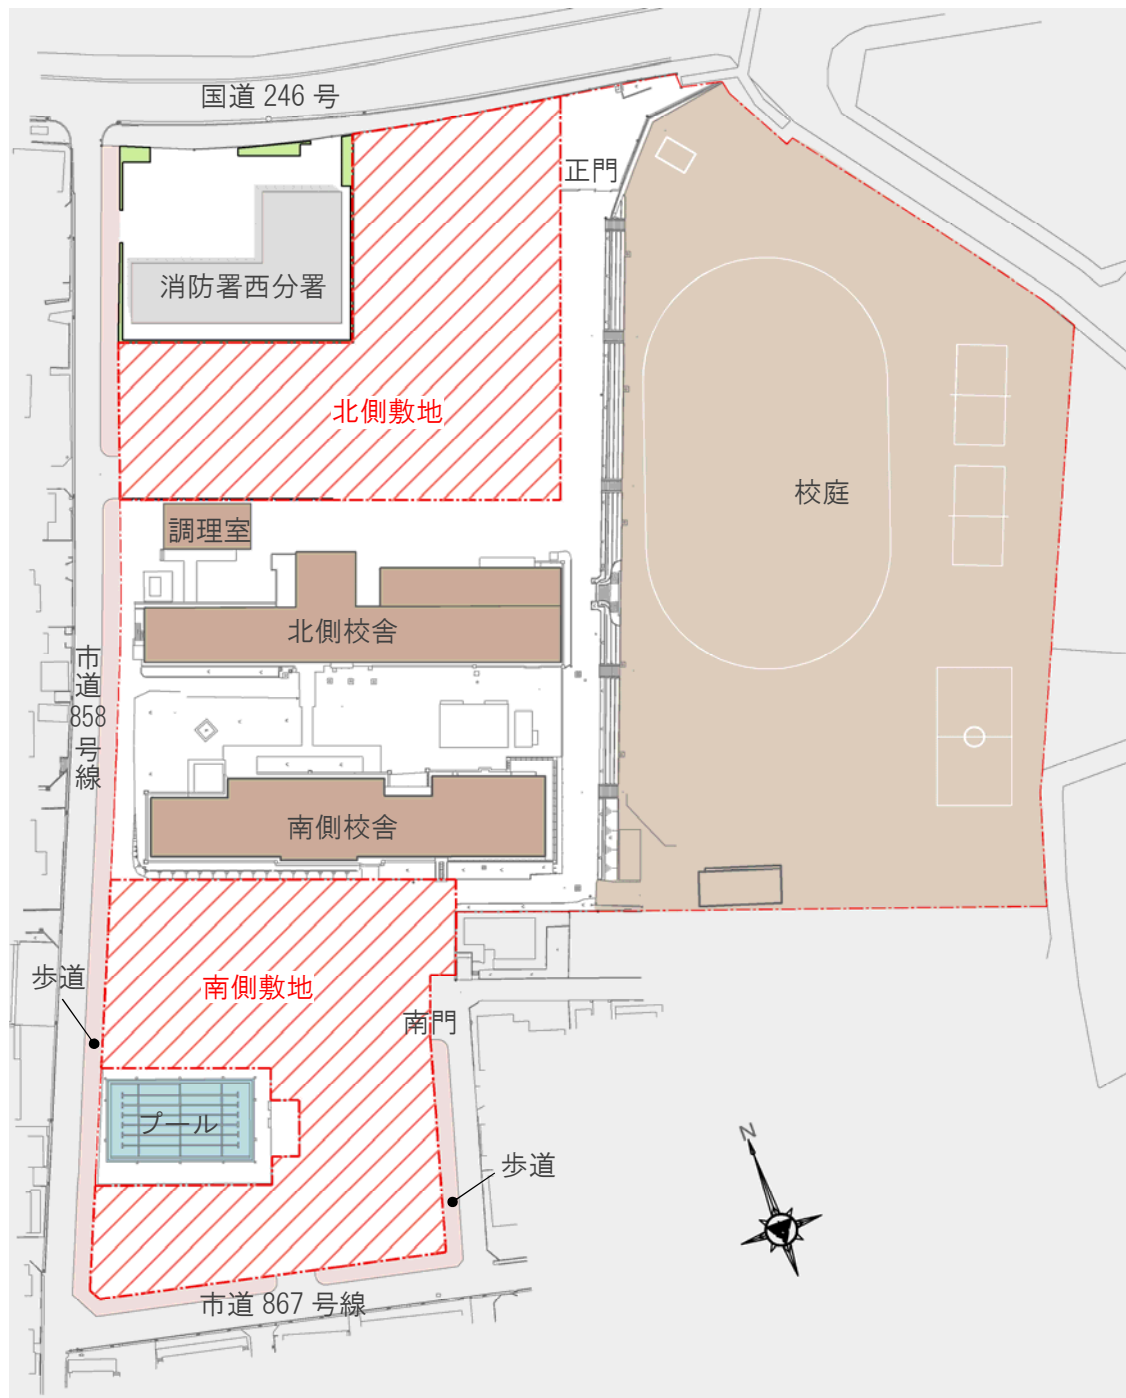 国道 246 号
正門
消防署西分署
北側敷地
校庭
調理室
北側校舎
市道
858
号線
南側校舎
歩道
南側敷地
南門
プール
歩道
N
市道 867 号線